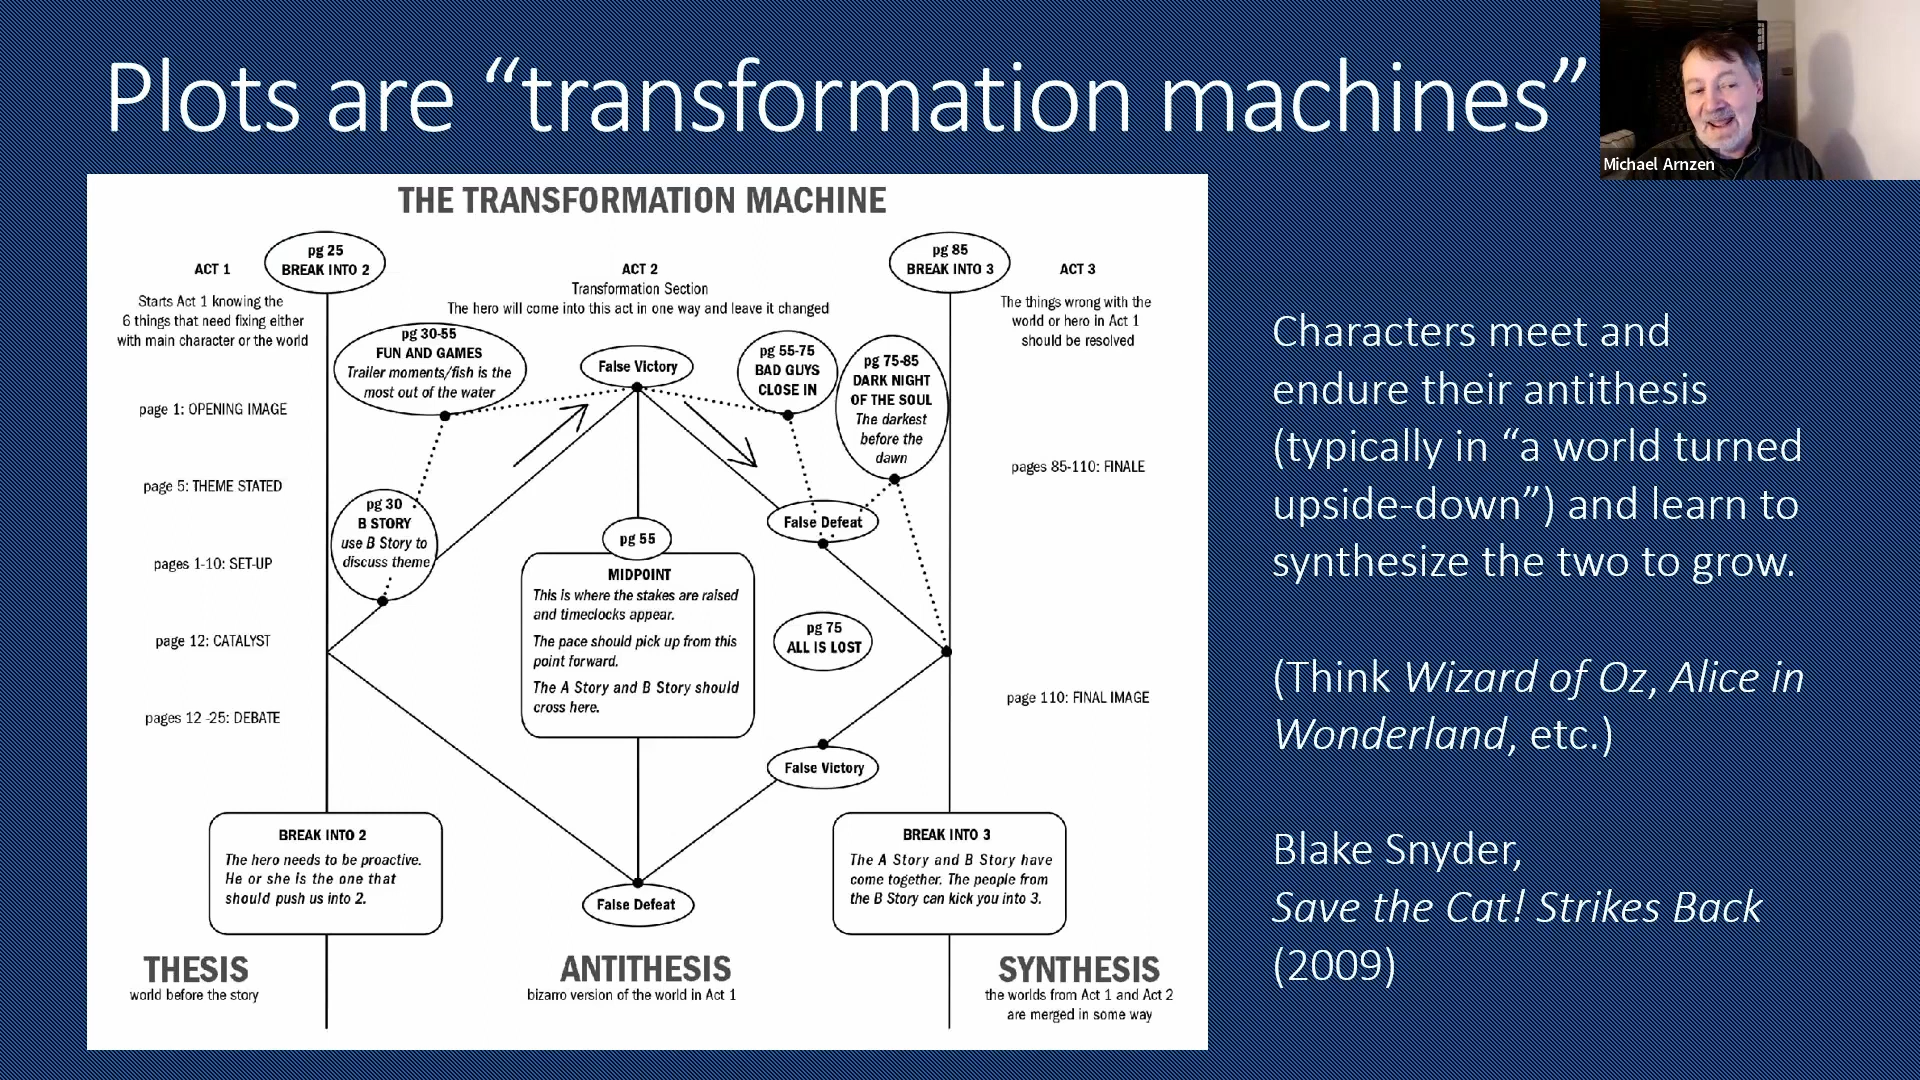 Plots are “transformation machines”
Michael Arnzen
THE TRANSFORMATION MACHINE
ACT 1
Starts Act 1 knowing the
6 things that need fixing either
with main character or the world
page 1: OPENING IMAGE
page 5: THEME STATED
pages 1-10: SET-UP
page 12: CATALYST
pages 12 -25: DEBATE
pg 25
BREAK INTO 2
BREAK INTO 2
The hero needs to be proactive.
He or she is the one that
should push us into 2.
THESIS
world before the story
ACT 2
Transformation Section
The hero will come into this act in one way and leave it changed
pg 30-55
FUN AND GAMES
Trailer moments/fish is the
most out of the water
pg 30
B STORY
use B Story to
discuss theme
False Victory
pg 55
MIDPOINT
This is where the stakes are raised
and timeclocks appear.
The pace should pick up from this
point forward.
The A Story and B Story should
cross here.
False Defeat
pg 55-75
BAD GUYS
CLOSE IN
pg 75-85
DARK NIGHT
OF THE SOUL
The darkest
before the
dawn
False Defeat
pg 75
ALL IS LOST
False Victory
ANTITHESIS
bizarro version of the world in Act 1
pg 85
BREAK INTO 3
ACT 3
The things wrong with the
world or hero in Act 1
should be resolved
pages 85-110: FINALE
page 110: FINAL IMAGE
BREAK INTO 3
The A Story and B Story have
come together. The people from
the B Story can kick you into 3.
SYNTHESIS
the worlds from Act 1 and Act 2
are merged in some way
Characters meet and
endure their antithesis
(typically in “a world turned
upside-down”) and learn to
synthesize the two to grow.
(Think Wizard of Oz, Alice in
Wonderland, etc.)
Blake Snyder,
Save the Cat! Strikes Back
(2009)